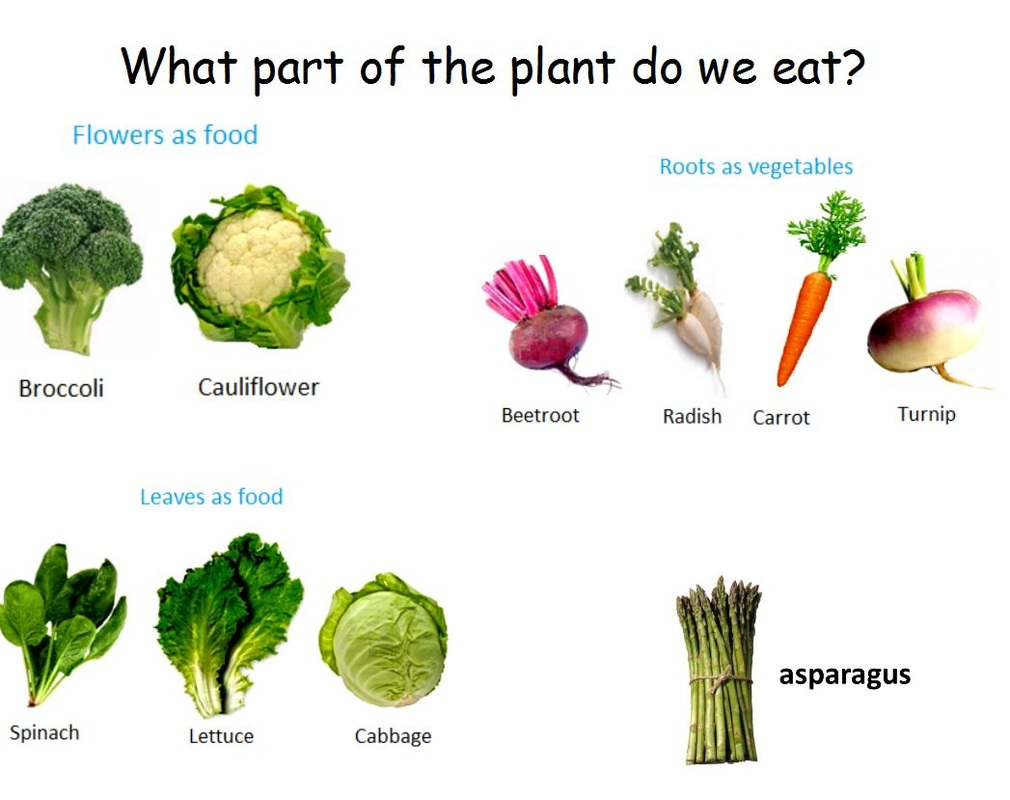 What part of the plant do we eat?
Flowers as food
Broccoli
Cauliflower
Roots as vegetables
Beetroot
Radish
Carrot
Turnip
Leaves as food
Spinach
Lettuce
Cabbage
asparagus